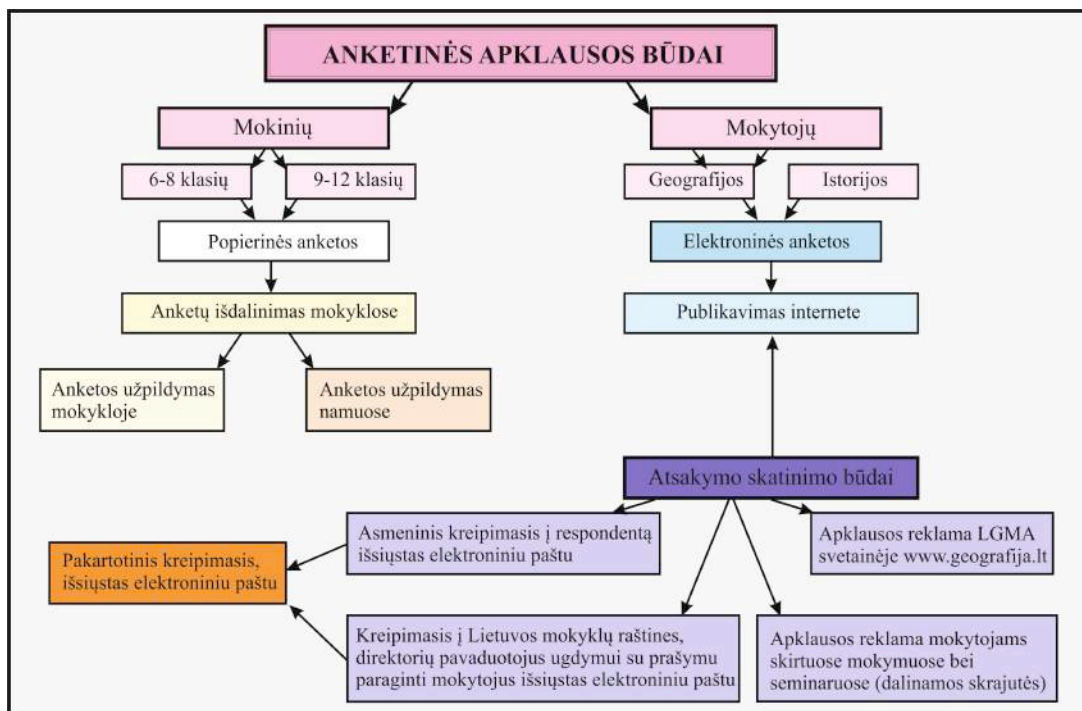 ANKETINĖS APKLAUSOS BŪDAI
Mokinių
Mokytojų
6-8 klasių
9-12 klasių
Geografijos
Istorijos
Popierinės anketos
Elektroninės anketos
Anketų išdalinimas mokyklose
Publikavimas internete
Anketos užpildymas
mokykloje
Anketos užpildymas
namuose
Atsakymo skatinimo būdai
Asmeninis kreipimasis į respondentą
išsiųstas elektroniniu paštu
Apklausos reklama LGMA
svetainėje www.geografija.lt
Pakartotinis kreipimasis,
išsiųstas elektroniniu paštu
Kreipimasis į Lietuvos mokyklų raštines,
direktorių pavaduotojus ugdymui su prašymu
paraginti mokytojus išsiųstas elektroniniu paštu
Apklausos reklama mokytojams
skirtuose mokymuose bei
seminaruose (dalinamos skrajutės)